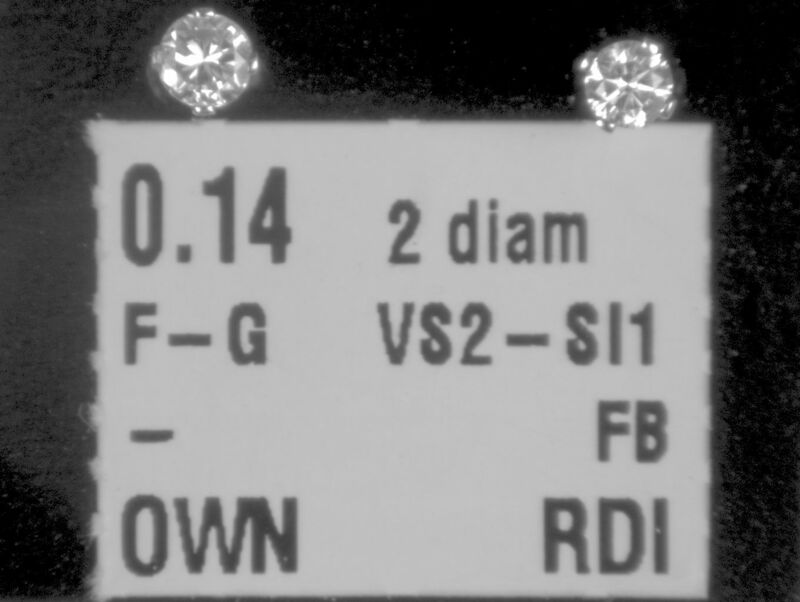 0.14 2 diam
F-G VS2-SI1
- FB
OWN RDI